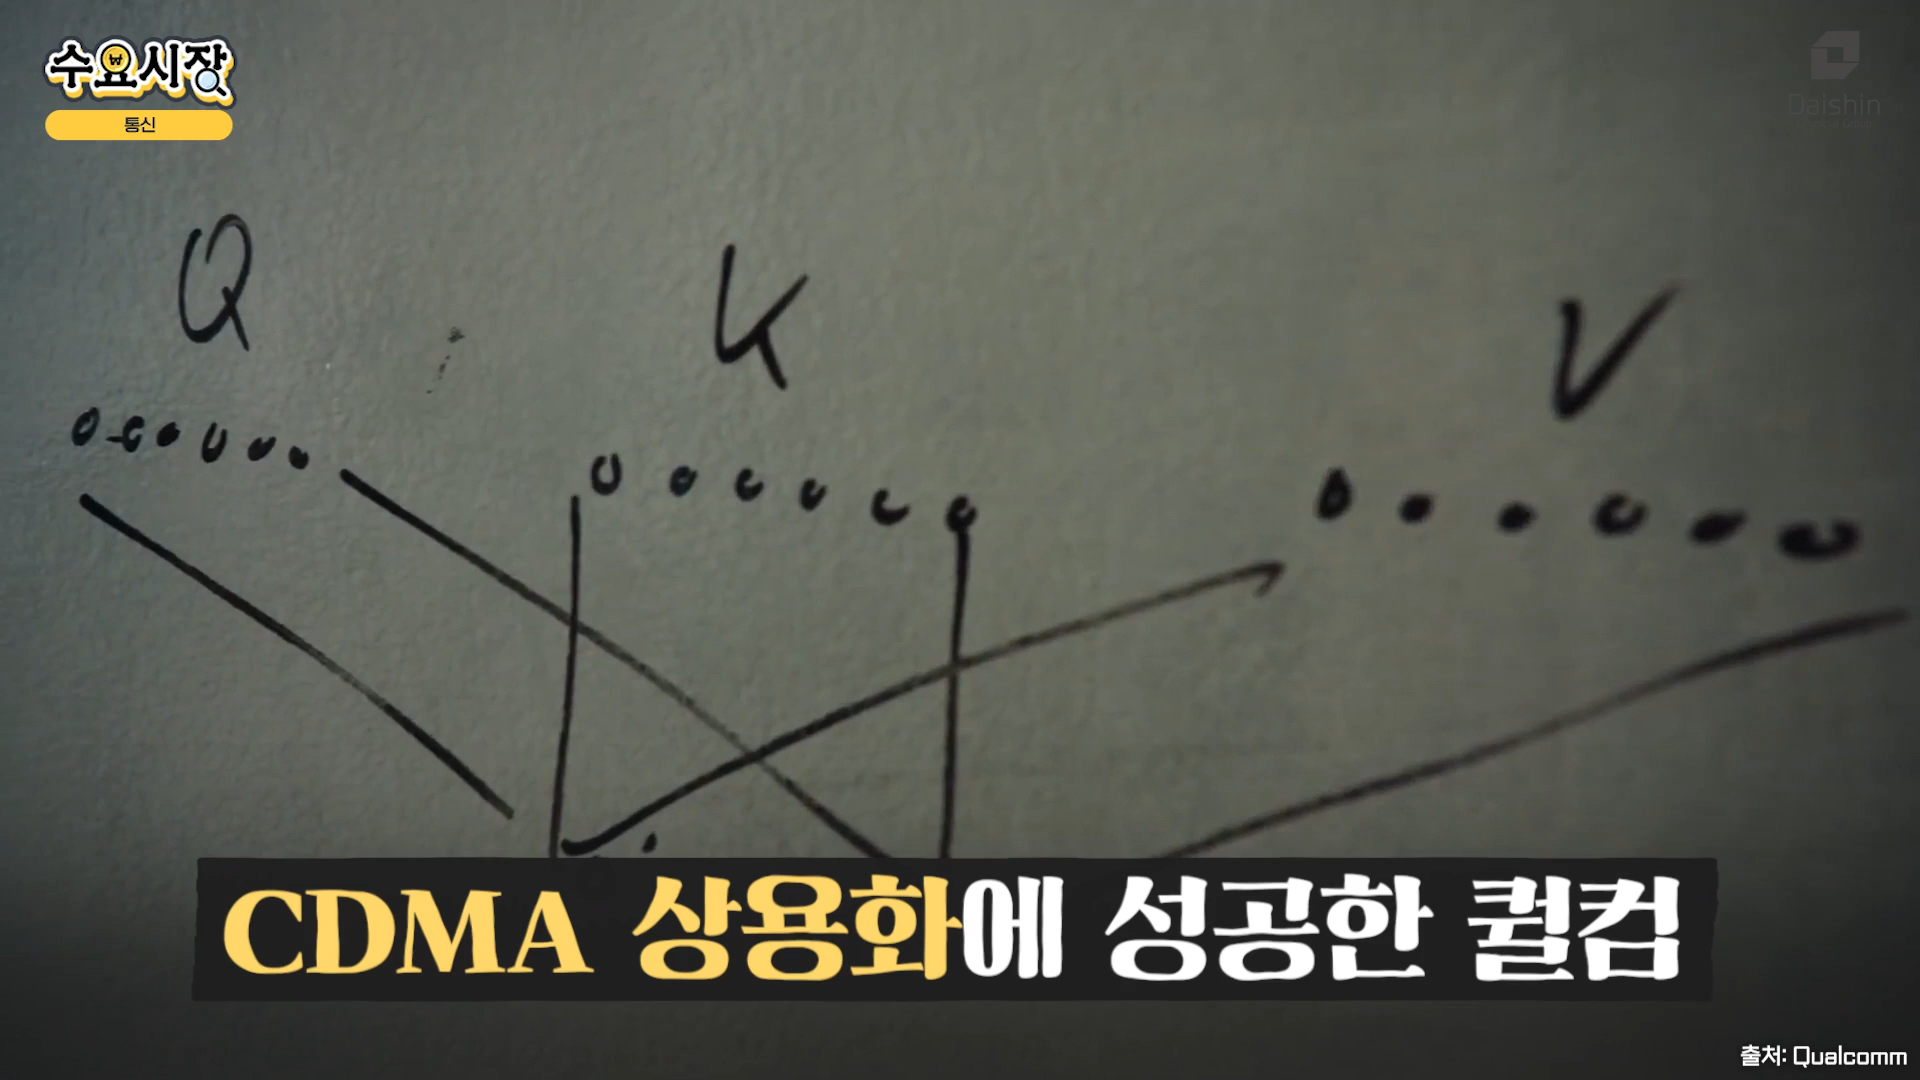 수요시장
통신
Daishin
Q K V
CDMA 상용화에 성공한 퀄컴
출처: Qualcomm